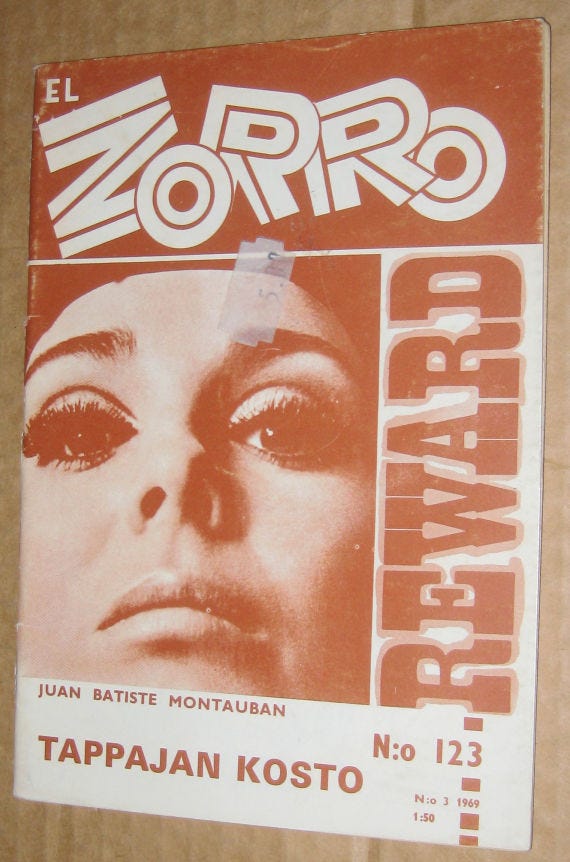 EL
ZORRO
REWARD
JUAN BATISTE MONTAUBAN
N:o 123
TAPPAJAN KOSTO
N:o 3 1969
1:50